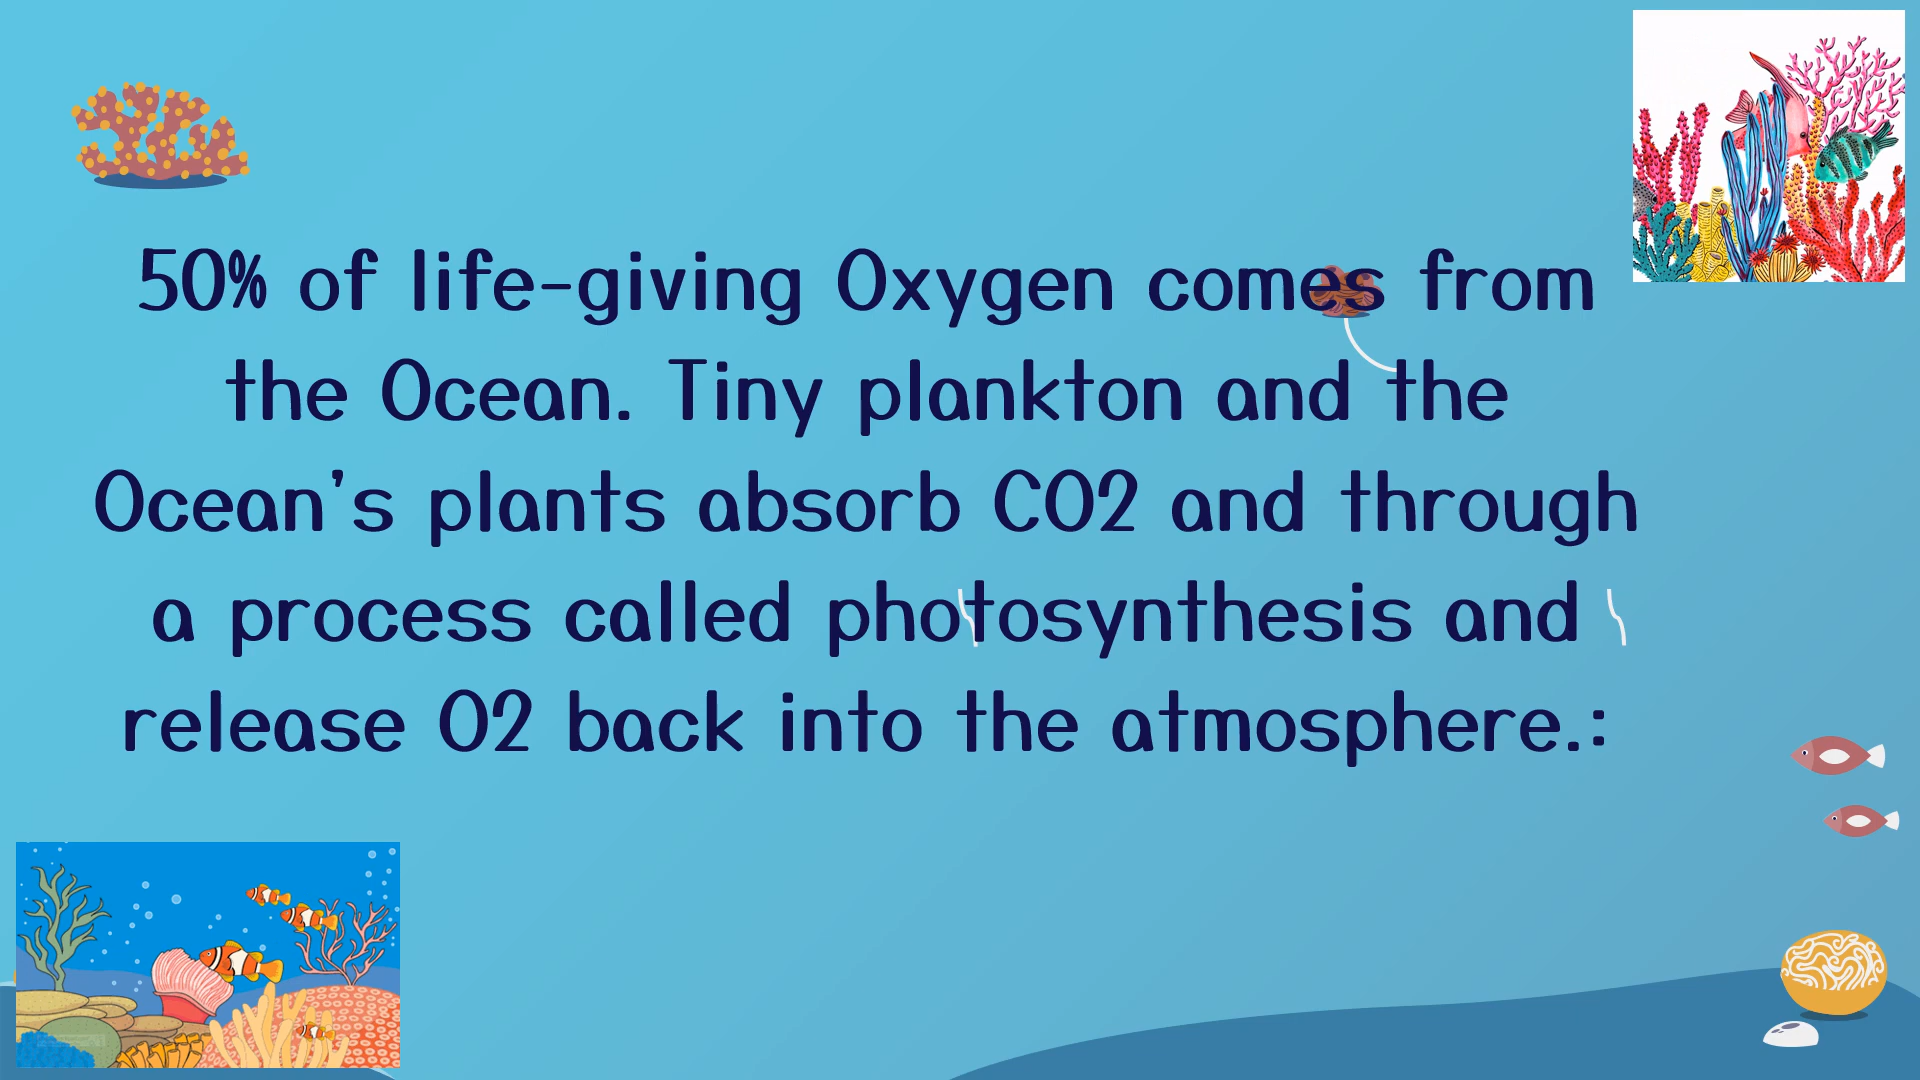 50% of life-giving Oxygen comes from
the Ocean. Tiny plankton and the
Ocean's plants absorb CO2 and through
a process called photosynthesis and
release O2 back into the atmosphere.: